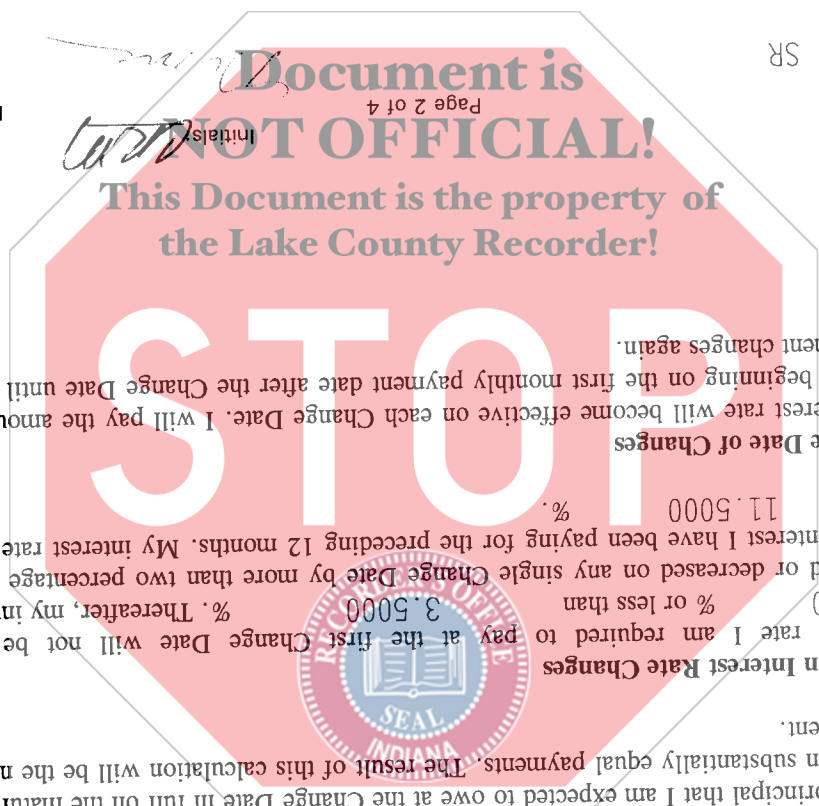 Document is
NOT OFFICIAL!
This Document is the property of
the Lake County Recorder!
STOP
RECORDER'S OFFICE
SEAL
INDIANA
principal that I am expected to owe at the Change Date in full on the matur
n substantially equal payments. The result of this calculation will be the n
ent.
n Interest Rate Changes
rate I am required to pay at the first Change Date will not be
% or less than 3.5000 %. Thereafter, my in
d or decreased on any single Change Date by more than two percentage
nterest I have been paying for the preceding 12 months. My interest rate
11.5000 %.
e Date of Changes
erest rate will become effective on each Change Date. I will pay the amou
beginning on the first monthly payment date after the Change Date until
ent changes again.
Initials:
Page 2 of 4
SR